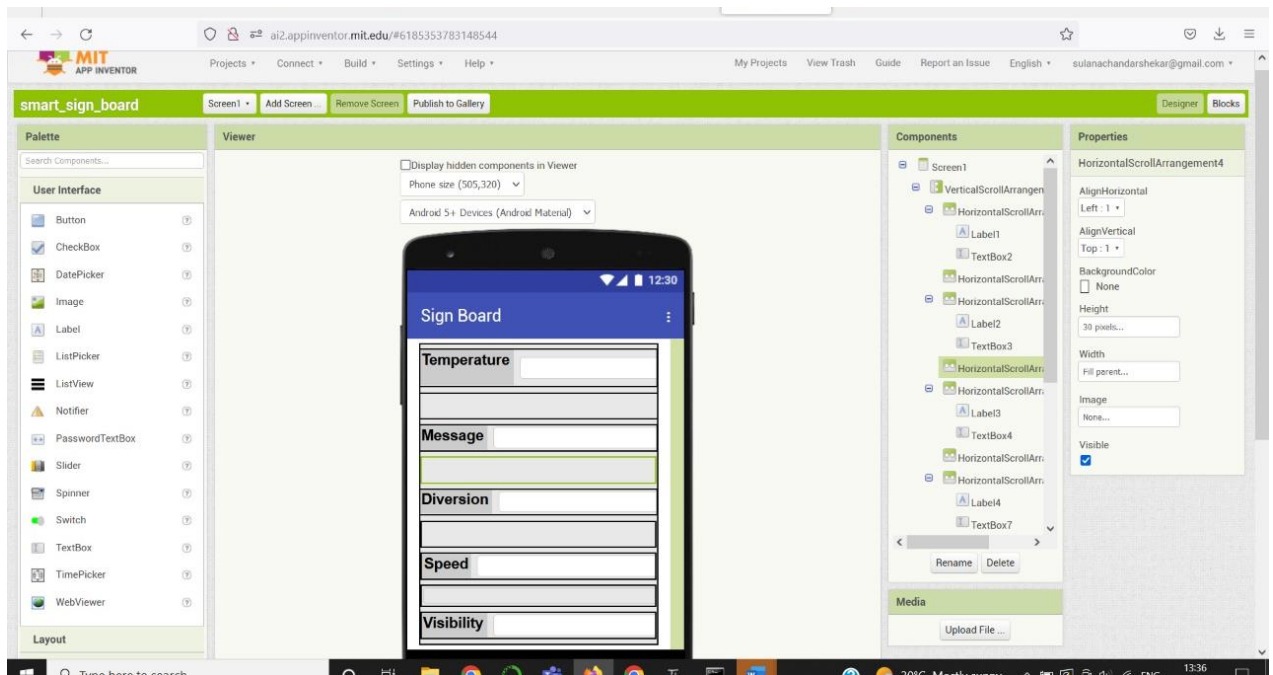 ai2.appinventor.mit.edu/#6185353783148544
MIT
APP INVENTOR
Projects Connect Build Settings Help My Projects View Trash Guide Report an Issue English sulanachandarshekar@gmail.com
smart_sign_board Screen1 Add Screen ... Remove Screen Publish to Gallery Designer Blocks
Palette
Search Components...
User Interface
Button
CheckBox
DatePicker
Image
Label
ListPicker
ListView
Notifier
PasswordTextBox
Slider
Spinner
Switch
TextBox
TimePicker
WebViewer
Layout
Viewer
Display hidden components in Viewer
Phone size (505,320)
Android 5+ Devices (Android Material)
12:30
Sign Board
Temperature
Message
Diversion
Speed
Visibility
Components
Screen1
VerticalScrollArrangen
HorizontalScrollArr
Label1
TextBox2
HorizontalScrollArr
HorizontalScrollArr
Label2
TextBox3
HorizontalScrollArr
HorizontalScrollArr
Label3
TextBox4
HorizontalScrollArr
HorizontalScrollArr
Label4
TextBox7
Rename Delete
Media
Upload File ...
Properties
HorizontalScrollArrangement4
AlignHorizontal
Left : 1
AlignVertical
Top : 1
BackgroundColor
None
Height
30 pixels...
Width
Fill parent...
Image
None...
Visible
Type here to search
13:36